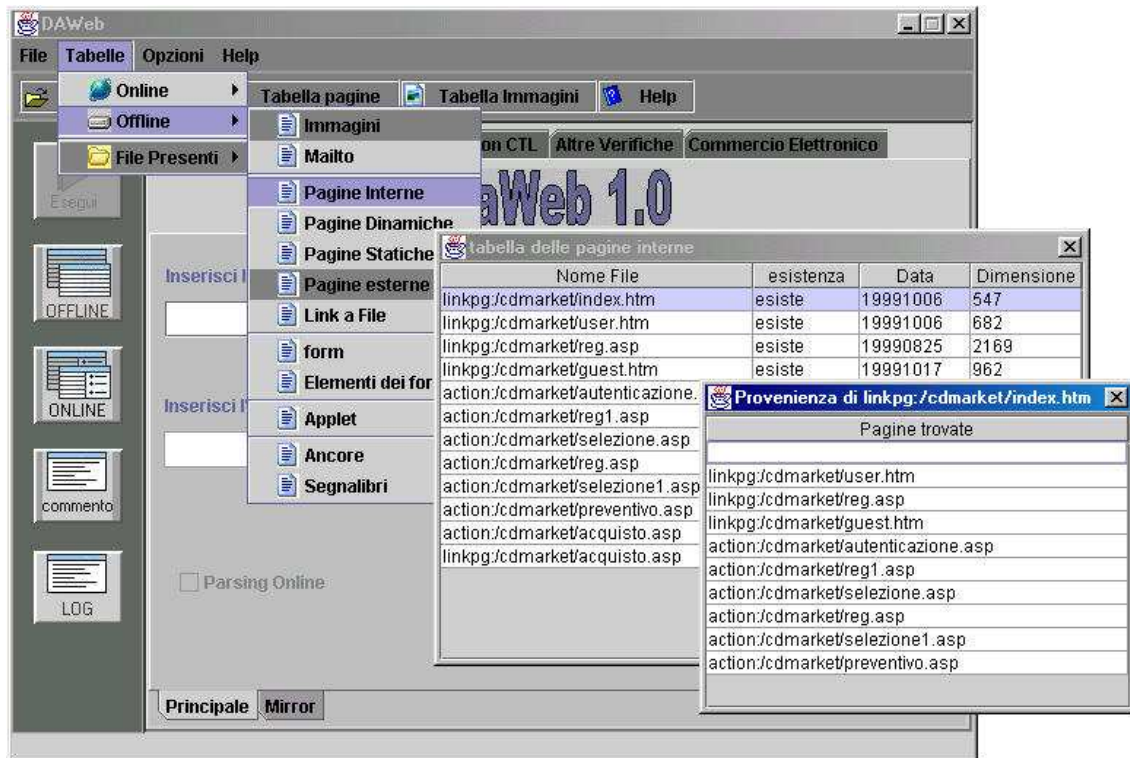 DAWeb
File Tabelle Opzioni Help
Online
Offline
File Presenti
Tabella pagine
Tabella Immagini
Help
on CTL
Altre Verifiche
Commercio Elettronico
Immagini
Mailto
Pagine Interne
Pagine Dinamiche
Pagine Statiche
Pagine esterne
Link a File
form
Elementi dei for
Applet
Ancore
Segnalibri
Esegui
OFFLINE
ONLINE
commento
LOG
aWeb 1.0
Inserisci l
Inserisci l'
Parsing Online
Principale Mirror
tabella delle pagine interne
Nome File esistenza Data Dimensione
linkpg:/cdmarket/index.htm esiste 19991006 547
linkpg:/cdmarket/user.htm esiste 19991006 682
linkpg:/cdmarket/reg.asp esiste 19990825 2169
linkpg:/cdmarket/guest.htm esiste 19991017 962
action:/cdmarket/autenticazione.
action:/cdmarket/reg1.asp
action:/cdmarket/selezione.asp
action:/cdmarket/reg.asp
action:/cdmarket/selezione1.asp
action:/cdmarket/preventivo.asp
action:/cdmarket/acquisto.asp
linkpg:/cdmarket/acquisto.asp
Provenienza di linkpg:/cdmarket/index.htm
Pagine trovate
linkpg:/cdmarket/user.htm
linkpg:/cdmarket/reg.asp
linkpg:/cdmarket/guest.htm
action:/cdmarket/autenticazione.asp
action:/cdmarket/reg1.asp
action:/cdmarket/selezione.asp
action:/cdmarket/reg.asp
action:/cdmarket/selezione1.asp
action:/cdmarket/preventivo.asp